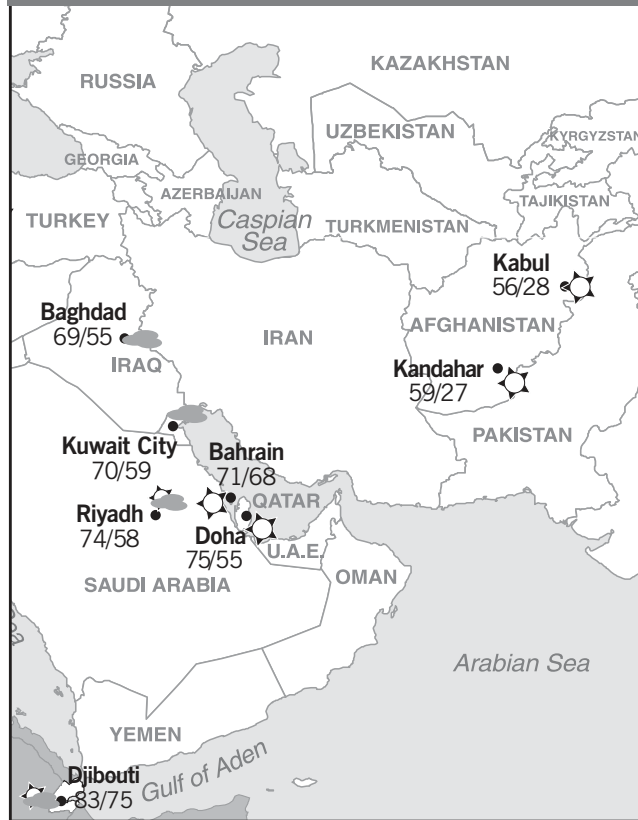 KAZAKHSTAN
RUSSIA
UZBEKISTAN
KYRGYZSTAN
GEORGIA
AZERBAIJAN
TAJIKISTAN
TURKEY
Caspian
Sea
TURKMENISTAN
Kabul
56/28
Baghdad
69/55
IRAN
AFGHANISTAN
IRAQ
Kandahar
59/27
PAKISTAN
Kuwait City
70/59
Bahrain
71/68
QATAR
Riyadh
74/58
Doha
75/55
U.A.E.
SAUDI ARABIA
OMAN
Arabian Sea
YEMEN
Gulf of Aden
Djibouti
83/75